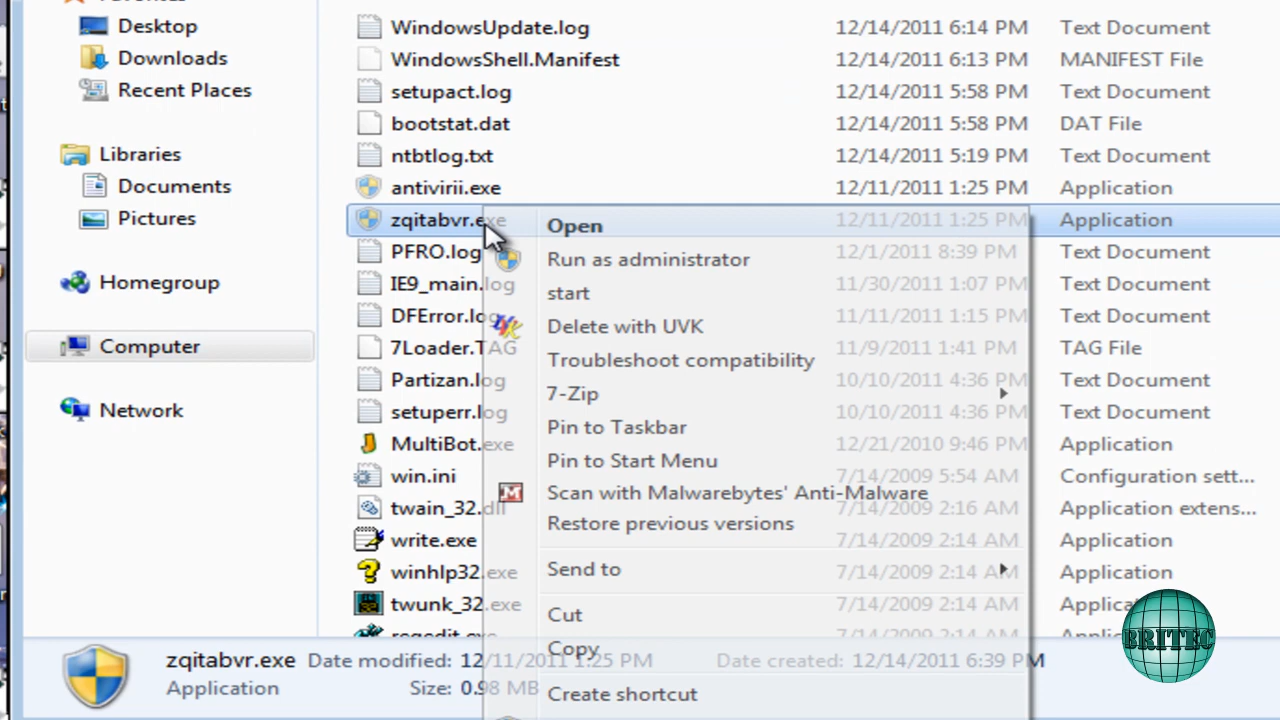 Desktop
Downloads
Recent Places
Libraries
Documents
Pictures
Homegroup
Computer
Network
WindowsUpdate.log 12/14/2011 6:14 PM Text Document
WindowsShell.Manifest 12/14/2011 6:13 PM MANIFEST File
setupact.log 12/14/2011 5:58 PM Text Document
bootstat.dat 12/14/2011 5:58 PM DAT File
ntbtlog.txt 12/14/2011 5:19 PM Text Document
antivirii.exe 12/11/2011 1:25 PM Application
zqitabvr.exe 12/11/2011 1:25 PM Application
PFRO.log 12/1/2011 8:39 PM Text Document
IE9_main.log 11/30/2011 1:07 PM Text Document
DFError.log 11/11/2011 1:15 PM Text Document
7Loader.TAG 11/9/2011 1:41 PM TAG File
Partizan.log 10/10/2011 4:36 PM Text Document
setuperr.log 10/10/2011 4:36 PM Text Document
MultiBot.exe 12/21/2010 9:46 PM Application
win.ini 7/14/2009 5:54 AM Configuration sett...
twain_32.dll 7/14/2009 2:16 AM Application extens...
write.exe 7/14/2009 2:14 AM Application
winhlp32.exe 7/14/2009 2:14 AM Application
twunk_32.exe 7/14/2009 2:14 AM
regedit.exe
Open
Run as administrator
start
Delete with UVK
Troubleshoot compatibility
7-Zip
Pin to Taskbar
Pin to Start Menu
Scan with Malwarebytes' Anti-Malware
Restore previous versions
Send to
Cut
Copy
Create shortcut
zqitabvr.exe Date modified: 12/11/2011 1:25 PM Date created: 12/14/2011 6:39 PM
Application Size: 0.98 MB
BRITEC